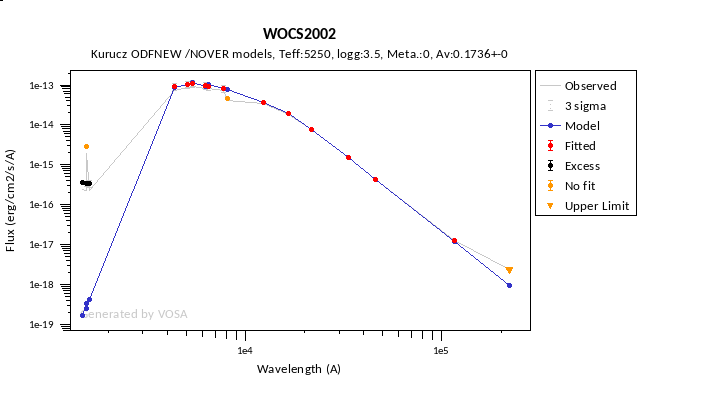 WOCS2002
Kurucz ODFNEW /NOVER models, Teff:5250, logg:3.5, Meta.:0, Av:0.1736+-0
Flux (erg/cm2/s/A)
1e-13
1e-14
1e-15
1e-16
1e-17
1e-18
1e-19
Observed
3 sigma
Model
Fitted
Excess
No fit
Upper Limit
Generated by VOSA
1e4
1e5
Wavelength (A)